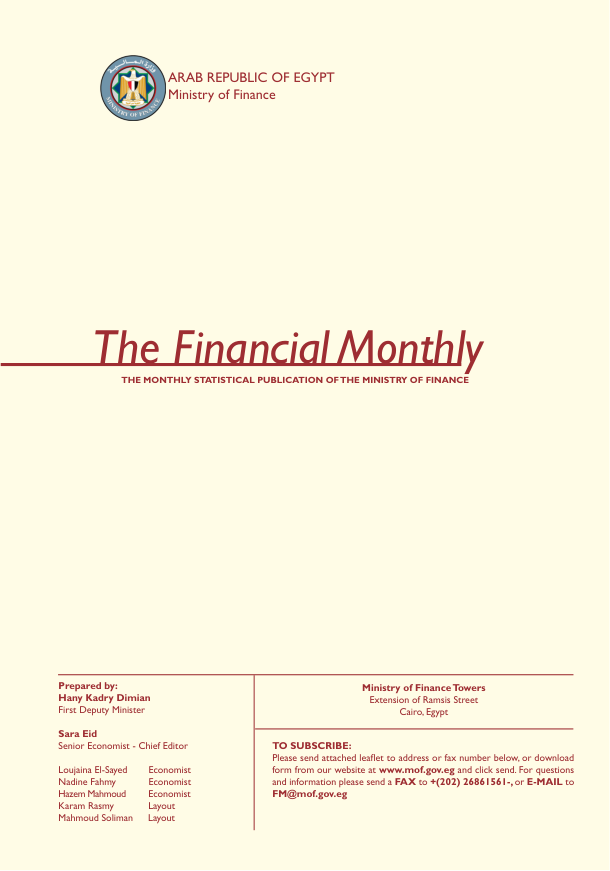 وزارة المالية
MINISTRY OF FINANCE
ARAB REPUBLIC OF EGYPT
Ministry of Finance
The Financial Monthly
THE MONTHLY STATISTICAL PUBLICATION OF THE MINISTRY OF FINANCE
Prepared by:
Hany Kadry Dimian
First Deputy Minister
Sara Eid
Senior Economist - Chief Editor
Loujaina El-Sayed Economist
Nadine Fahmy Economist
Hazem Mahmoud Economist
Karam Rasmy Layout
Mahmoud Soliman Layout
Ministry of Finance Towers
Extension of Ramsis Street
Cairo, Egypt
TO SUBSCRIBE:
Please send attached leaflet to address or fax number below, or download
form from our website at www.mof.gov.eg and click send. For questions
and information please send a FAX to +(202) 26861561-, or E-MAIL to
FM@mof.gov.eg